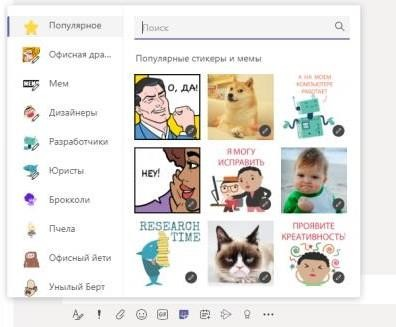 Популярное
Офисная дра...
Мем
Дизайнеры
Разработчики
Юристы
Брокколи
Пчела
Офисный йети
Унылый Берт
Поиск
Популярные стикеры и мемы
О, ДА!
А НА МОЕМ
КОМПЬЮТЕРЕ
РАБОТАЕТ
HEY!
Я МОГУ
ИСПРАВИТЬ
RESEARCH
TIME
ПРОЯВИТЕ
КРЕАТИВНОСТЬ!
GIF